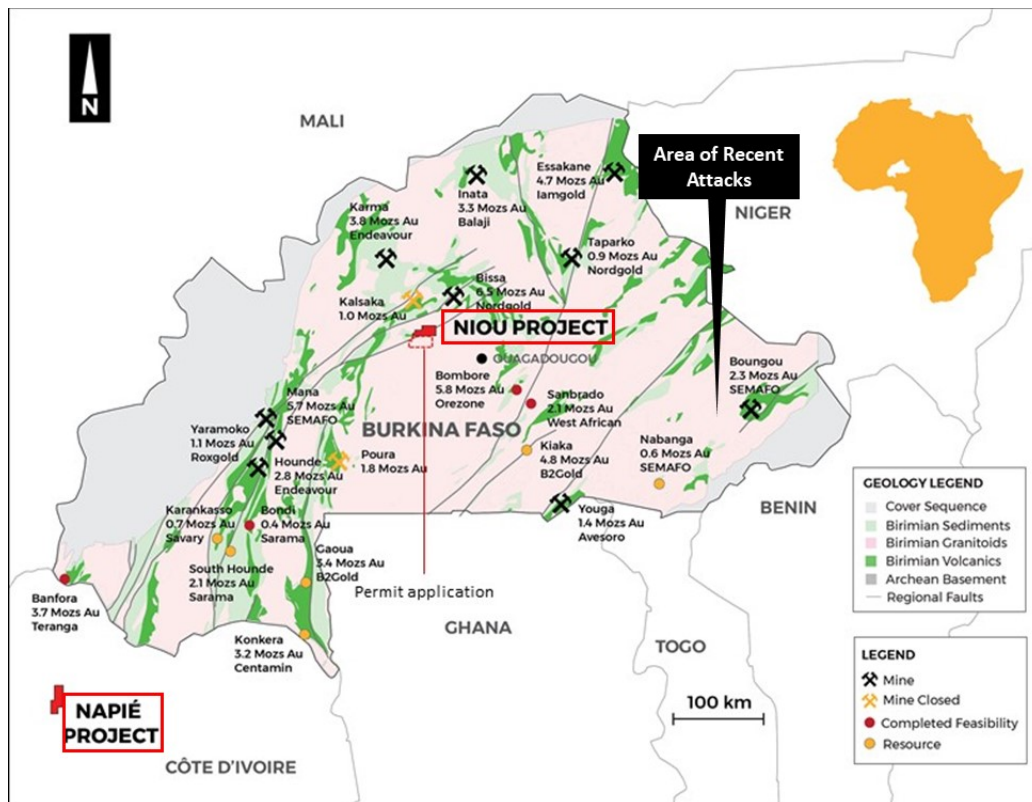 N
MALI
Area of Recent
Attacks
NIGER
Essakane
4.7 Mozs Au
Iamgold
Inata
3.3 Mozs Au
Balaji
Karma
3.8 Mozs Au
Endeavour
Taparko
0.9 Mozs Au
Nordgold
Bissa
6.5 Mozs Au
Nordgold
Kalsaka
1.0 Mozs Au
NIOU PROJECT
OUAGADOUGOU
Boungou
2.3 Mozs Au
SEMAFO
Bombore
5.8 Mozs Au
Orezone
Sanbrado
2.1 Mozs Au
West African
Mana
5.7 Mozs Au
SEMAFO
BURKINA FASO
Yaramoko
1.1 Mozs Au
Roxgold
Hounde
2.8 Mozs Au
Endeavour
Poura
1.8 Mozs Au
Kiaka
4.8 Mozs Au
B2Gold
Nabanga
0.6 Mozs Au
SEMAFO
Youga
1.4 Mozs Au
Avesoro
BENIN
Karankasso
0.7 Mozs Au
Savary
Bondi
0.4 Mozs Au
Sarama
Gaoua
3.4 Mozs Au
B2Gold
South Hounde
2.1 Mozs Au
Sarama
Permit application
Banfora
3.7 Mozs Au
Teranga
GHANA
TOGO
Konkera
3.2 Mozs Au
Centamin
NAPIÉ
PROJECT
CÔTE D'IVOIRE
100 km
GEOLOGY LEGEND
Cover Sequence
Birimian Sediments
Birimian Granitoids
Birimian Volcanics
Archean Basement
Regional Faults
LEGEND
Mine
Mine Closed
Completed Feasibility
Resource